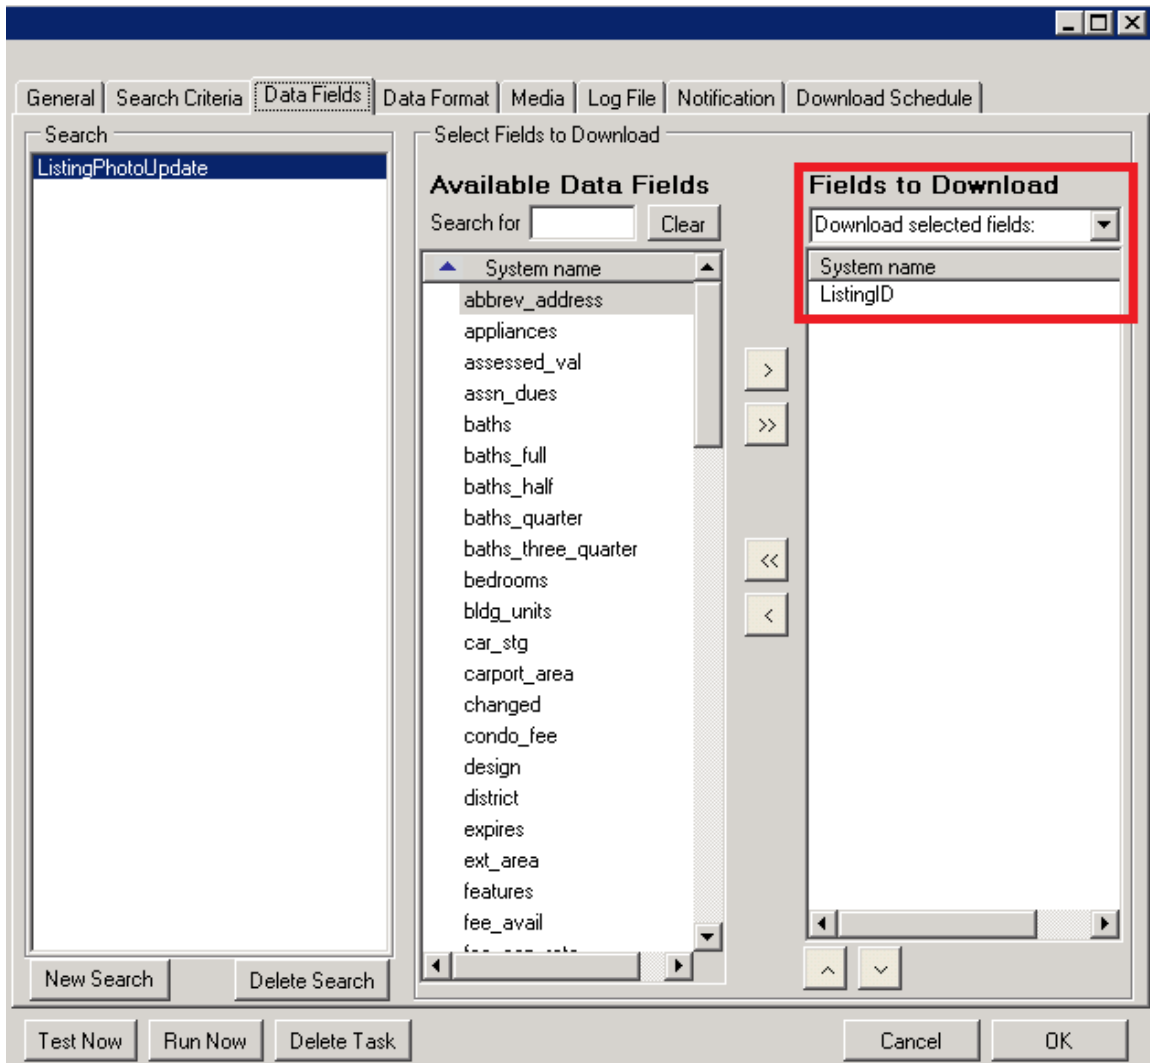 General Search Criteria Data Fields Data Format Media Log File Notification Download Schedule
Search
ListingPhotoUpdate
New Search Delete Search
Select Fields to Download
Available Data Fields
Search for Clear
System name
abbrev_address
appliances
assessed_val
assn_dues
baths
baths_full
baths_half
baths_quarter
baths_three_quarter
bedrooms
bldg_units
car_stg
carport_area
changed
condo_fee
design
district
expires
ext_area
features
fee_avail
> 
>>
<<
<
Fields to Download
Download selected fields:
System name
ListingID
Test Now Run Now Delete Task Cancel OK